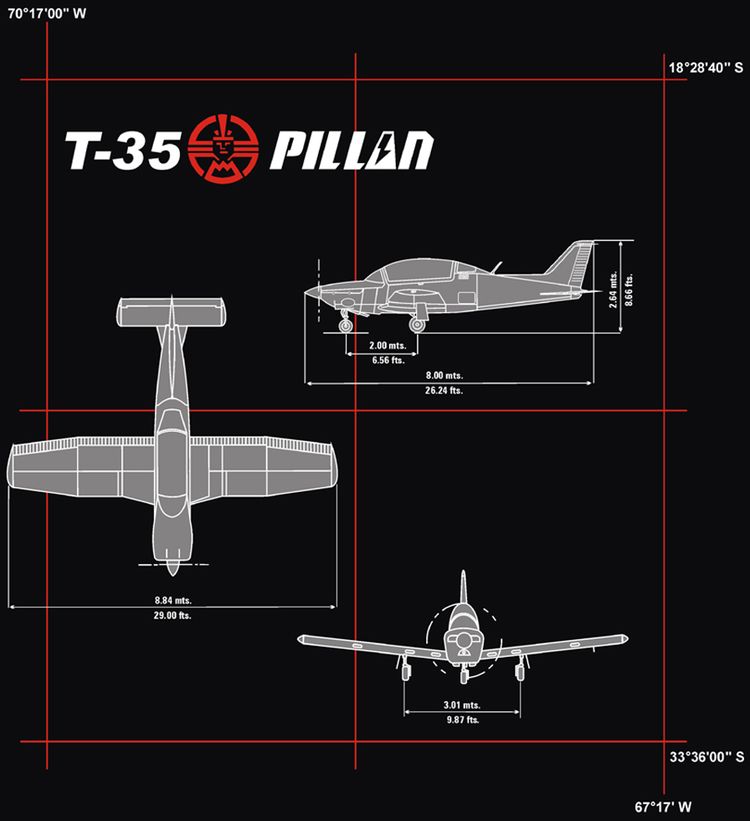 70°17'00" W
18°28'40" S
T-35 PILLAN
2.64 mts.
8.66 fts.
2.00 mts.
6.56 fts.
8.00 mts.
26.24 fts.
8.84 mts.
29.00 fts.
3.01 mts.
9.87 fts.
33°36'00" S
67°17' W